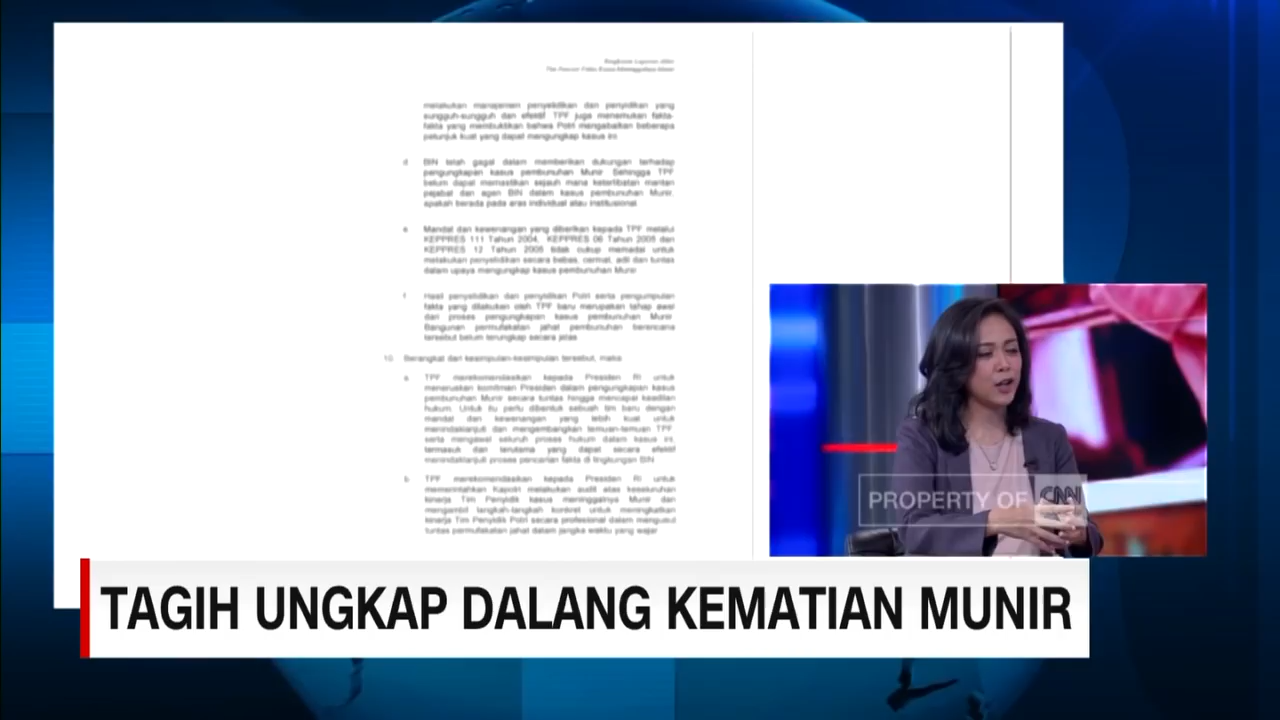 Ringkasan Laporan Akhir
Tim Pencari Fakta Kasus Meninggalnya Munir
melakukan manajemen penyelidikan dan penyidikan yang
sungguh-sungguh dan efektif. TPF juga menemukan fakta-
fakta yang membuktikan bahwa Polri mengabaikan beberapa
petunjuk kuat yang dapat mengungkap kasus ini
d. BIN telah gagal dalam memberikan dukungan terhadap
pengungkapan kasus pembunuhan Munir. Sehingga TPF
belum dapat memastikan sejauh mana keterlibatan mantan
pejabat dan agen BIN dalam kasus pembunuhan Munir,
apakah berada pada aras individual atau institusional.
e. Mandat dan kewenangan yang diberikan kepada TPF melalui
KEPPRES 111 Tahun 2004, KEPPRES 06 Tahun 2005 dan
KEPPRES 12 Tahun 2005 tidak cukup memadai untuk
melakukan penyelidikan secara bebas, cermat, adil dan tuntas
dalam upaya mengungkap kasus pembunuhan Munir
f. Hasil penyelidikan dan penyidikan Polri serta pengumpulan
fakta yang dilakukan oleh TPF baru merupakan tahap awal
dari proses pengungkapan kasus pembunuhan Munir.
Bangunan permufakatan jahat pembunuhan berencana
tersebut belum terungkap secara jelas
10. Berangkat dari kesimpulan-kesimpulan tersebut, maka
a. TPF merekomendasikan kepada Presiden RI untuk
meneruskan komitmen Presiden dalam pengungkapan kasus
pembunuhan Munir secara tuntas hingga mencapai keadilan
hukum. Untuk itu perlu dibentuk sebuah tim baru dengan
mandat dan kewenangan yang lebih kuat untuk
menindaklanjuti dan mengembangkan temuan-temuan TPF
serta mengawal seluruh proses hukum dalam kasus ini,
termasuk dan terutama yang dapat secara efektif
menindaklanjuti proses pencarian fakta di lingkungan BIN
b. TPF merekomendasikan kepada Presiden RI untuk
memerintahkan Kapolri melakukan audit atas keseluruhan
kinerja Tim Penyidik kasus meninggalnya Munir dan
mengambil langkah-langkah konkret untuk meningkatkan
kinerja Tim Penyidik Polri secara profesional dalam mengusut
tuntas permufakatan jahat dalam jangka waktu yang wajar
PROPERTY OF CNN
TAGIH UNGKAP DALANG KEMATIAN MUNIR